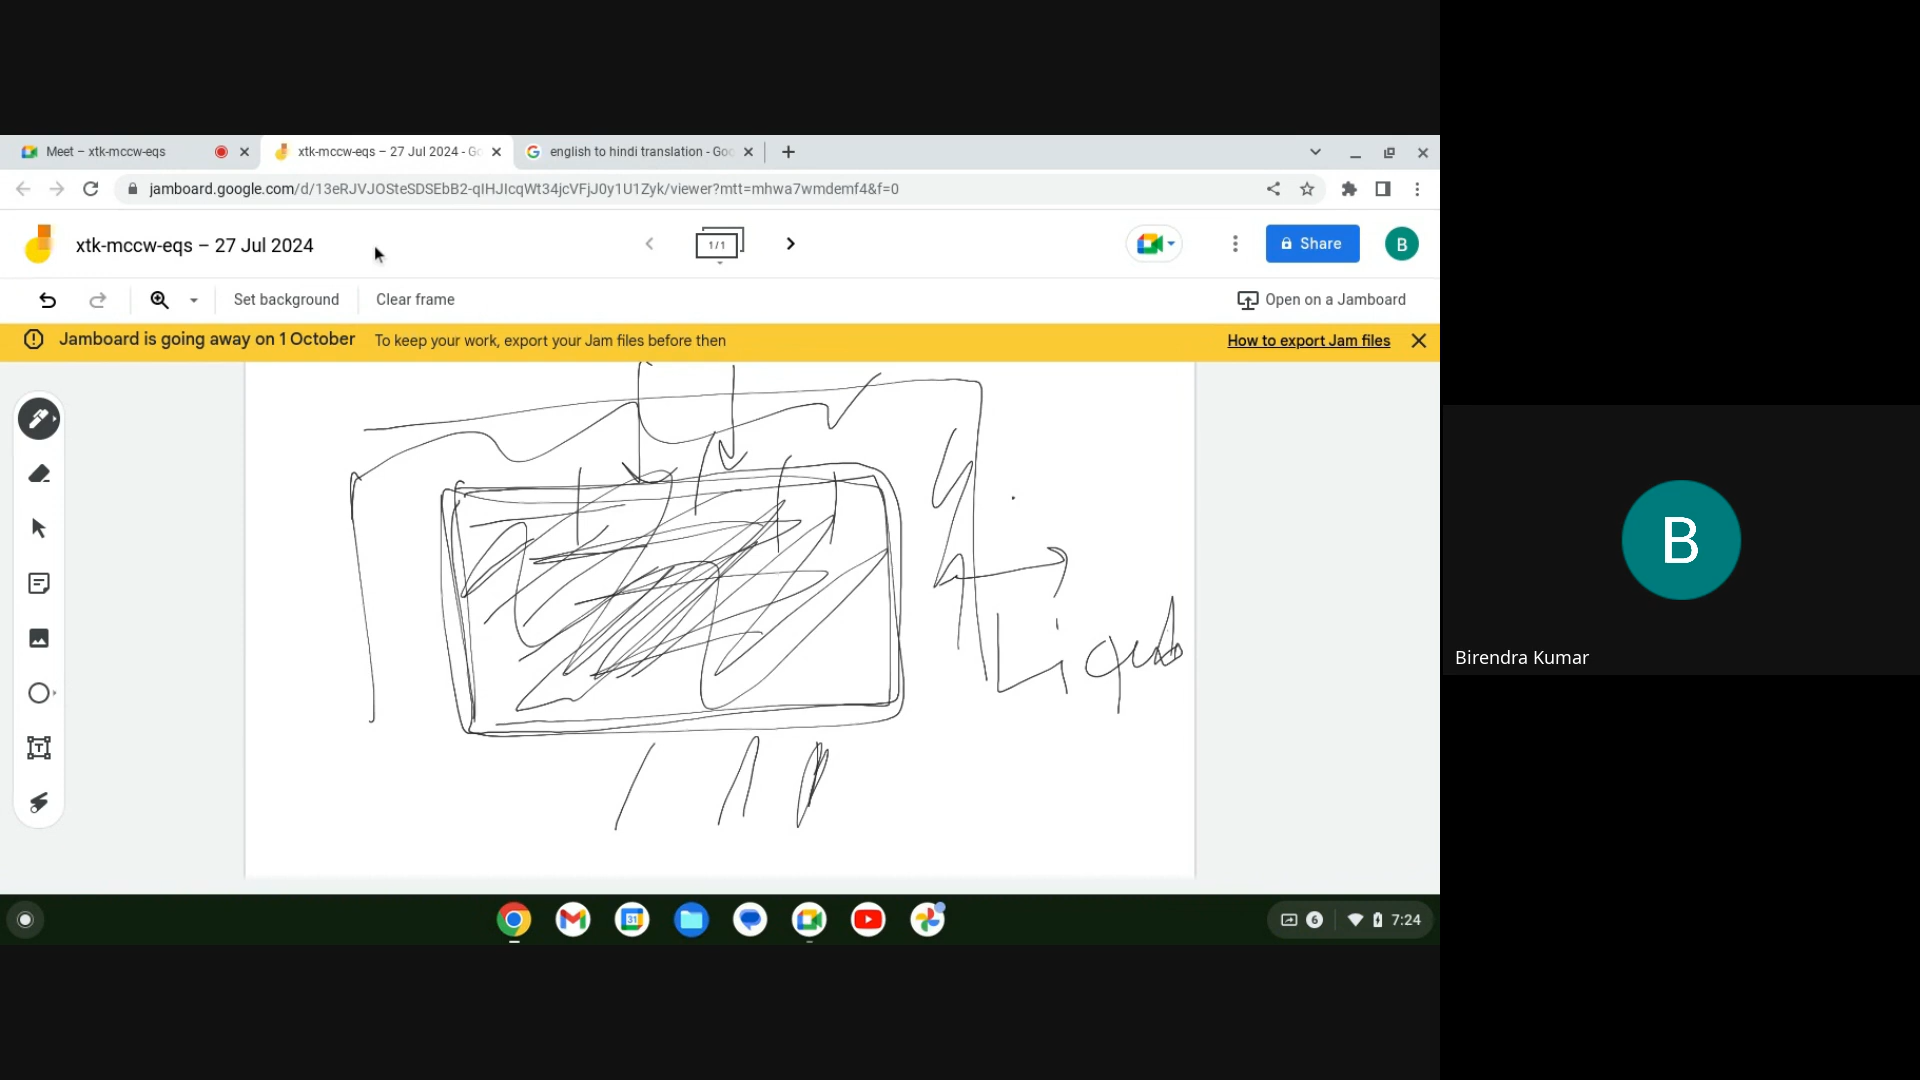 Meet – xtk-mccw-eqs
xtk-mccw-eqs – 27 Jul 2024 - Go
english to hindi translation - Goo
jamboard.google.com/d/13eRJVJOSteSDSEbB2-qIHJIcqWt34jcVFjJ0y1U1Zyk/viewer?mtt=mhwa7wmdemf4&f=0
xtk-mccw-eqs – 27 Jul 2024
1/1
Share
B
Set background
Clear frame
Open on a Jamboard
Jamboard is going away on 1 October
To keep your work, export your Jam files before then
How to export Jam files
B
Birendra Kumar
31
6
7:24